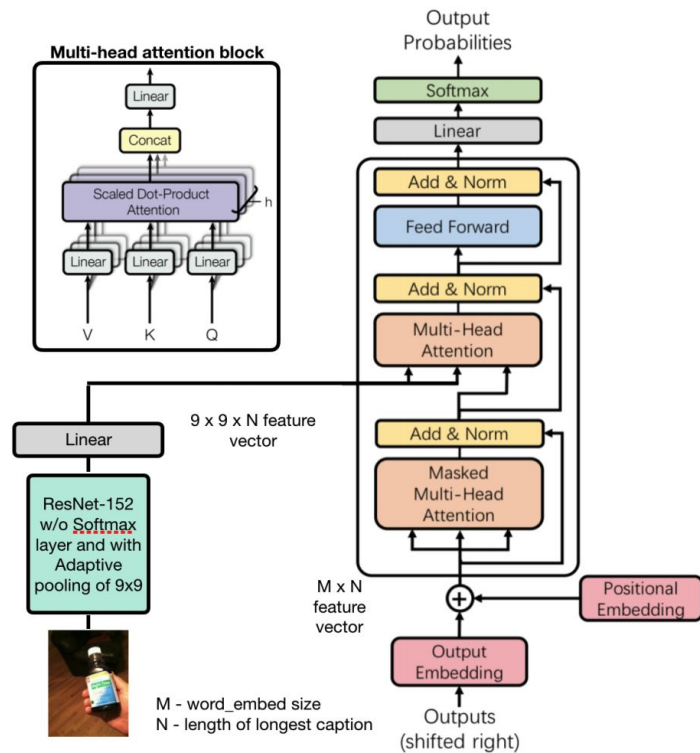 Multi-head attention block
Linear
Concat
Scaled Dot-Product
Attention
h
Linear
Linear
Linear
V
K
Q
Output
Probabilities
Softmax
Linear
Add & Norm
Feed Forward
Add & Norm
Multi-Head
Attention
9 x 9 x N feature
vector
Add & Norm
Masked
Multi-Head
Attention
Linear
ResNet-152
w/o Softmax
layer and with
Adaptive
pooling of 9x9
M x N
feature
vector
Positional
Embedding
Output
Embedding
Outputs
(shifted right)
M - word_embed size
N - length of longest caption